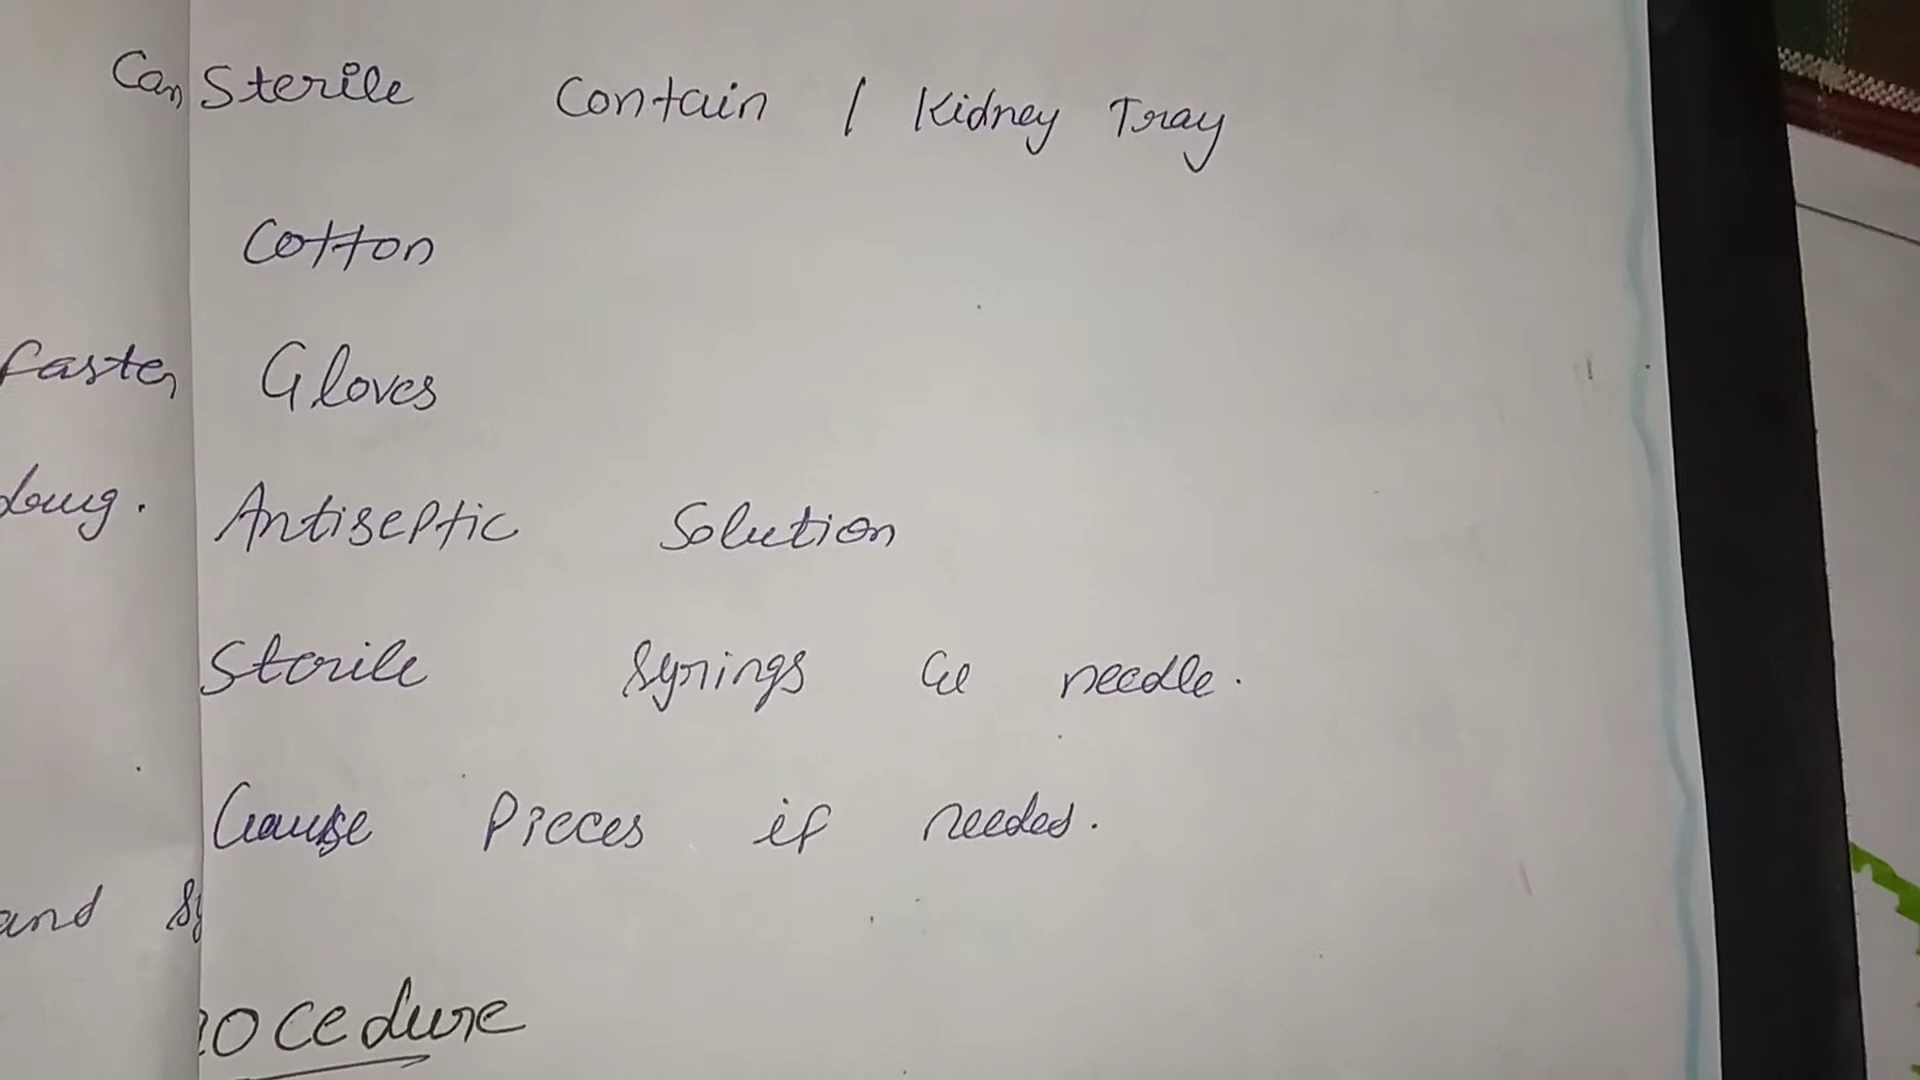 Can
Sterile Contain / Kidney Tray
Cotton
faster
Gloves
drug.
Antiseptic Solution
Sterile Syrings & needle.
Gause Pieces if needed.
and
ocedure